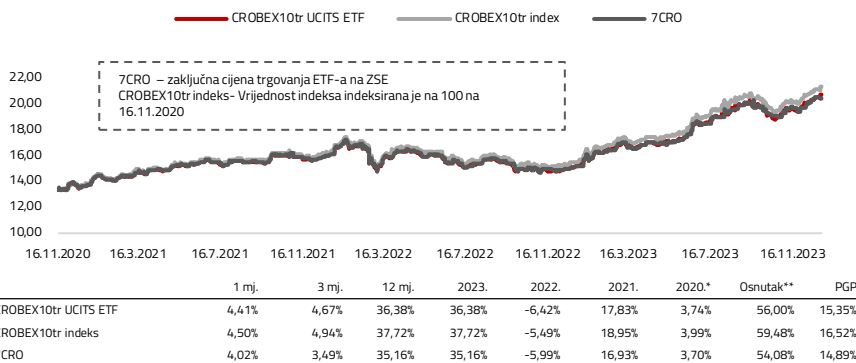 CROBEX10tr UCITS ETF CROBEX10tr index 7CRO
7CRO – zaključna cijena trgovanja ETF-a na ZSE
CROBEX10tr indeks- Vrijednost indeksa indeksirana je na 100 na
16.11.2020
22,00
20,00
18,00
16,00
14,00
12,00
10,00
16.11.2020 16.3.2021 16.7.2021 16.11.2021 16.3.2022 16.7.2022 16.11.2022 16.3.2023 16.7.2023 16.11.2023
1 mj. 3 mj. 12 mj. 2023. 2022. 2021. 2020.* Osnutak** PGP
CROBEX10tr UCITS ETF 4,41% 4,67% 36,38% 36,38% -6,42% 17,83% 3,74% 56,00% 15,35%
CROBEX10tr indeks 4,50% 4,94% 37,72% 37,72% -5,49% 18,95% 3,99% 59,48% 16,52%
7CRO 4,02% 3,49% 35,16% 35,16% -5,99% 16,93% 3,70% 54,08% 14,89%